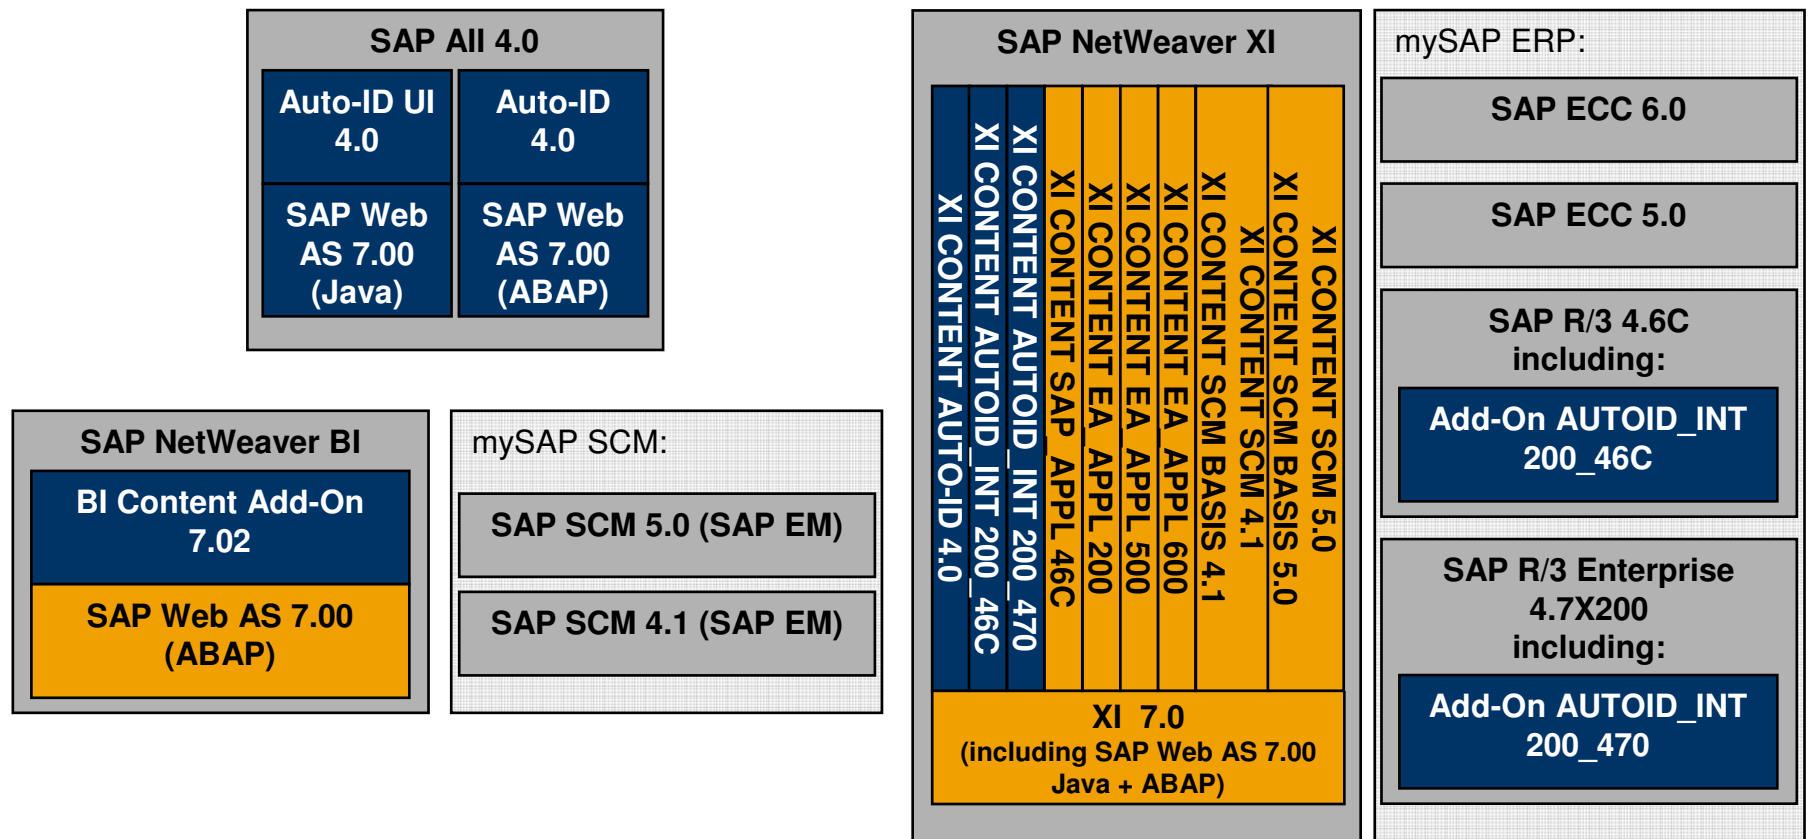 SAP AII 4.0
Auto-ID UI
4.0
Auto-ID
4.0
SAP Web
AS 7.00
(Java)
SAP Web
AS 7.00
(ABAP)
SAP NetWeaver BI
BI Content Add-On
7.02
SAP Web AS 7.00
(ABAP)
mySAP SCM:
SAP SCM 5.0 (SAP EM)
SAP SCM 4.1 (SAP EM)
SAP NetWeaver XI
XI CONTENT AUTO-ID 4.0
XI CONTENT AUTOID_INT 200_46C
XI CONTENT AUTOID_INT 200_470
XI CONTENT SAP_APPL 46C
XI CONTENT EA_APPL 200
XI CONTENT EA_APPL 500
XI CONTENT EA_APPL 600
XI CONTENT SCM BASIS 4.1
XI CONTENT SCM 4.1
XI CONTENT SCM BASIS 5.0
XI CONTENT SCM 5.0
XI 7.0
(including SAP Web AS 7.00
Java + ABAP)
mySAP ERP:
SAP ECC 6.0
SAP ECC 5.0
SAP R/3 4.6C
including:
Add-On AUTOID_INT
200_46C
SAP R/3 Enterprise
4.7X200
including:
Add-On AUTOID_INT
200_470